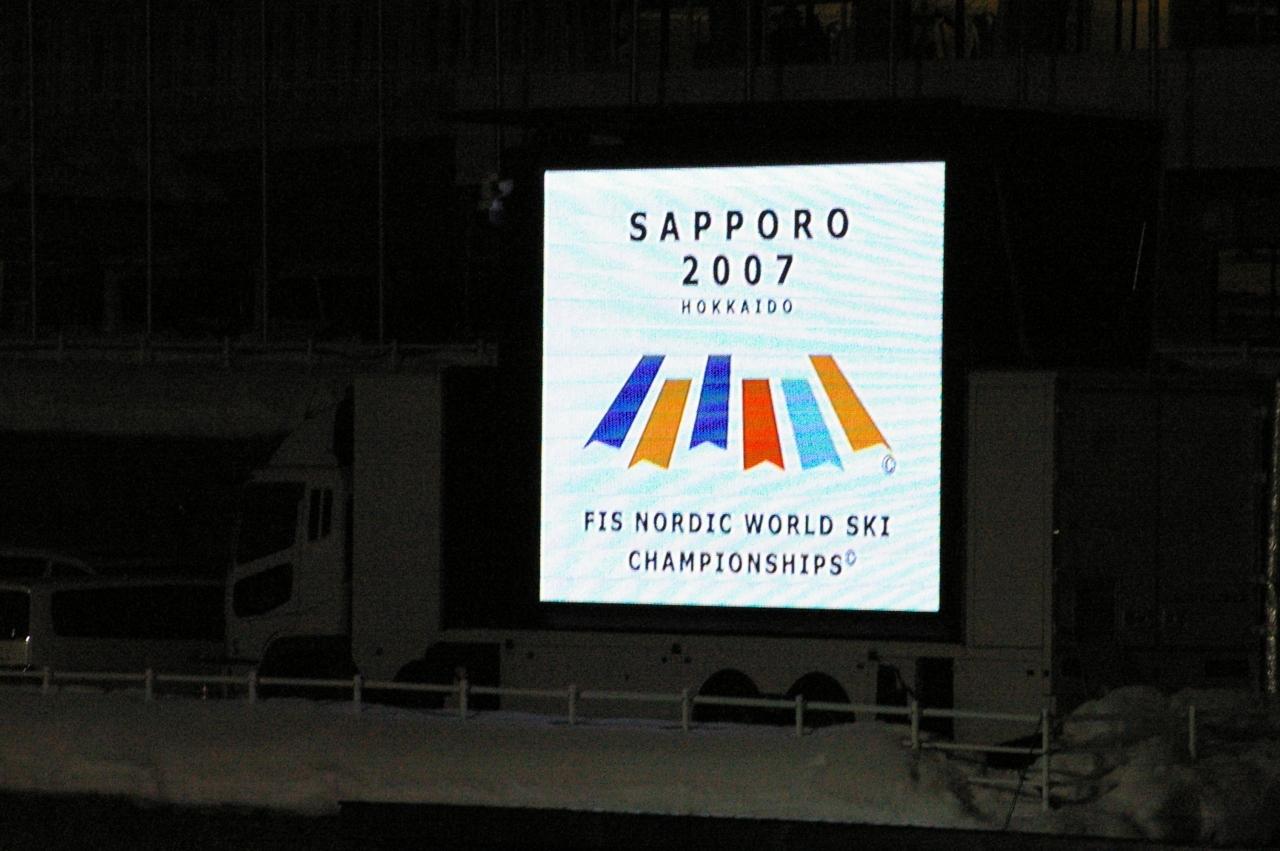 SAPPORO
2007
HOKKAIDO
©
FIS NORDIC WORLD SKI
CHAMPIONSHIPS©